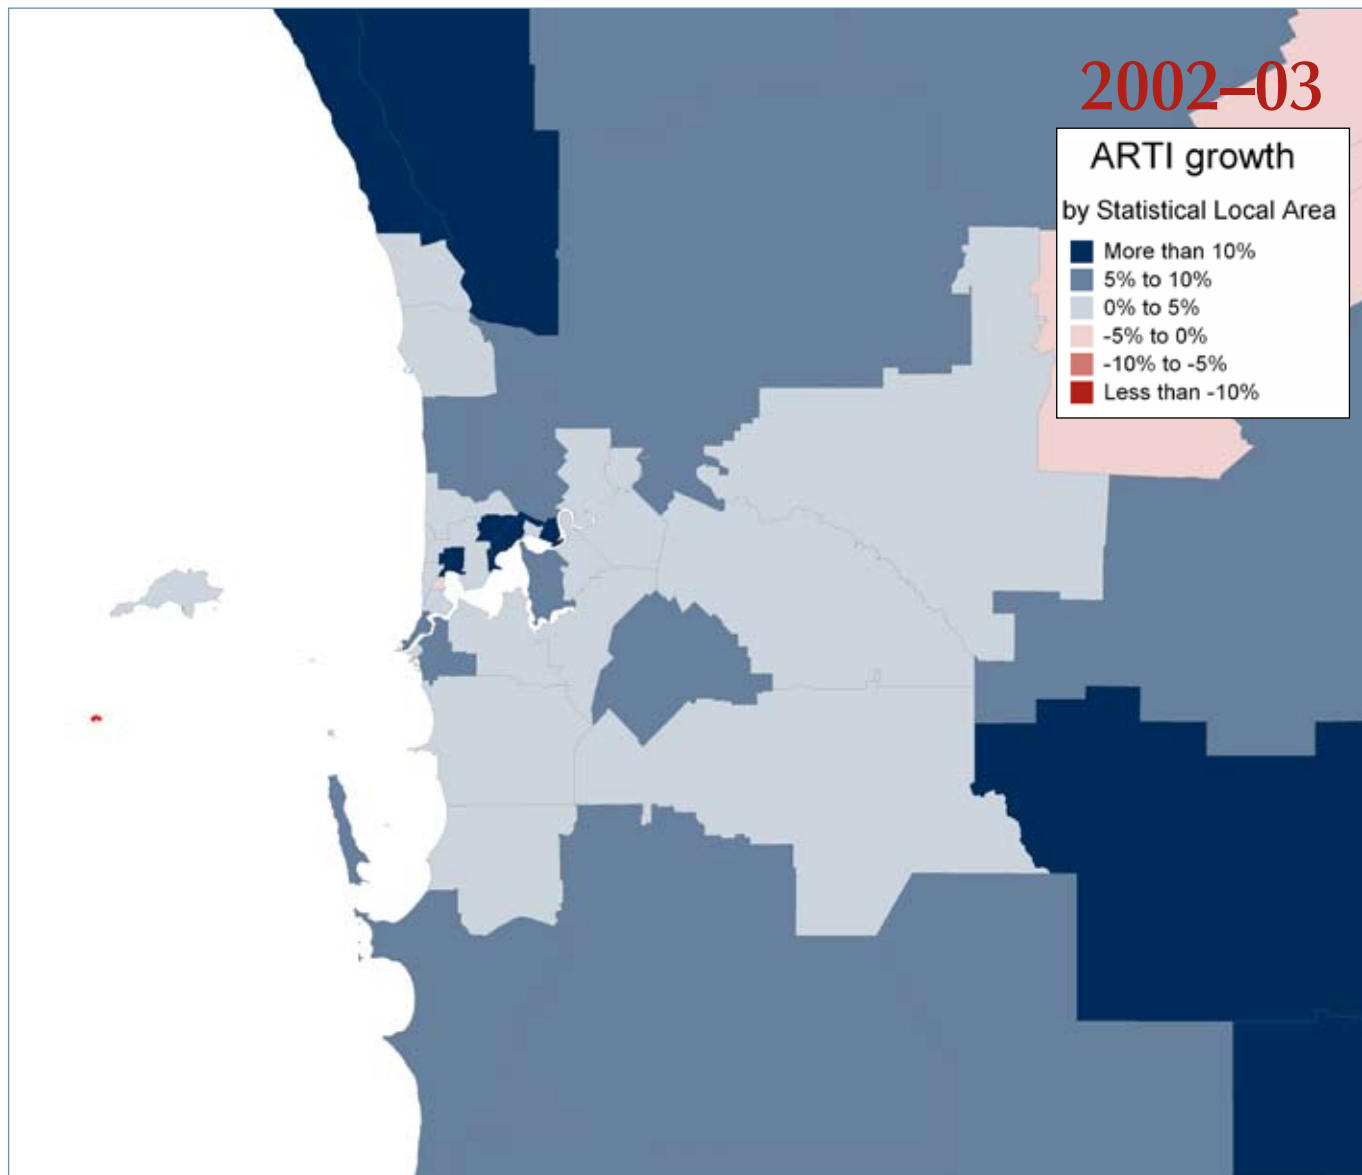 2002–03
ARTI growth
by Statistical Local Area
More than 10%
5% to 10%
0% to 5%
-5% to 0%
-10% to -5%
Less than -10%